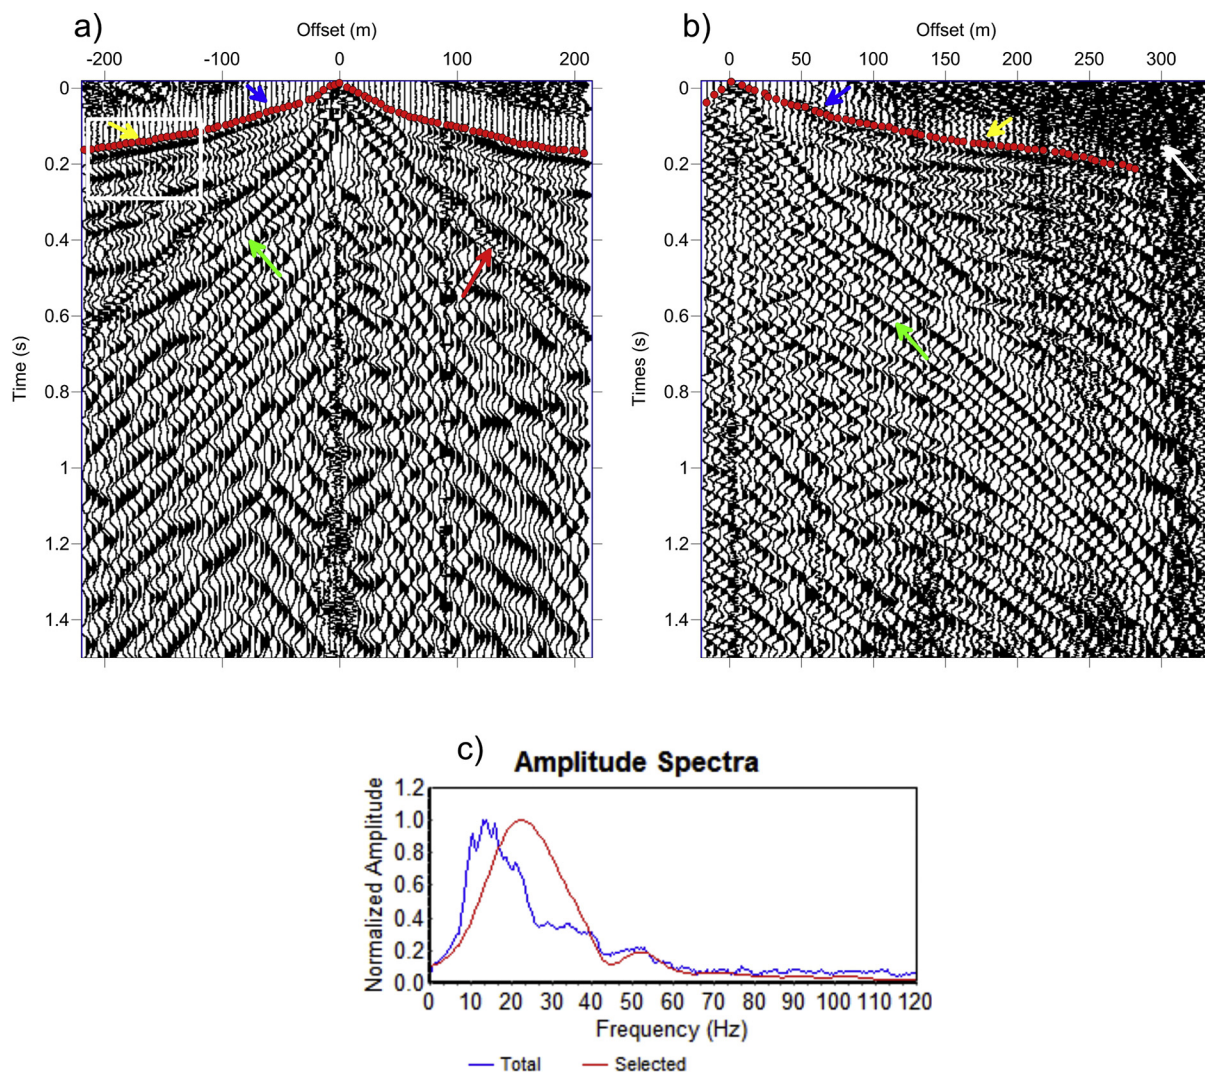 a)
Offset (m)
-200 -100 0 100 200
0
0.2
0.4
0.6
0.8
1
1.2
1.4
Time (s)
b)
Offset (m)
0 50 100 150 200 250 300
0
0.2
0.4
0.6
0.8
1
1.2
1.4
Times (s)
c)
Amplitude Spectra
Normalized Amplitude
1.2
1.0
0.8
0.6
0.4
0.2
0.0
0 10 20 30 40 50 60 70 80 90 100 110 120
Frequency (Hz)
Total Selected